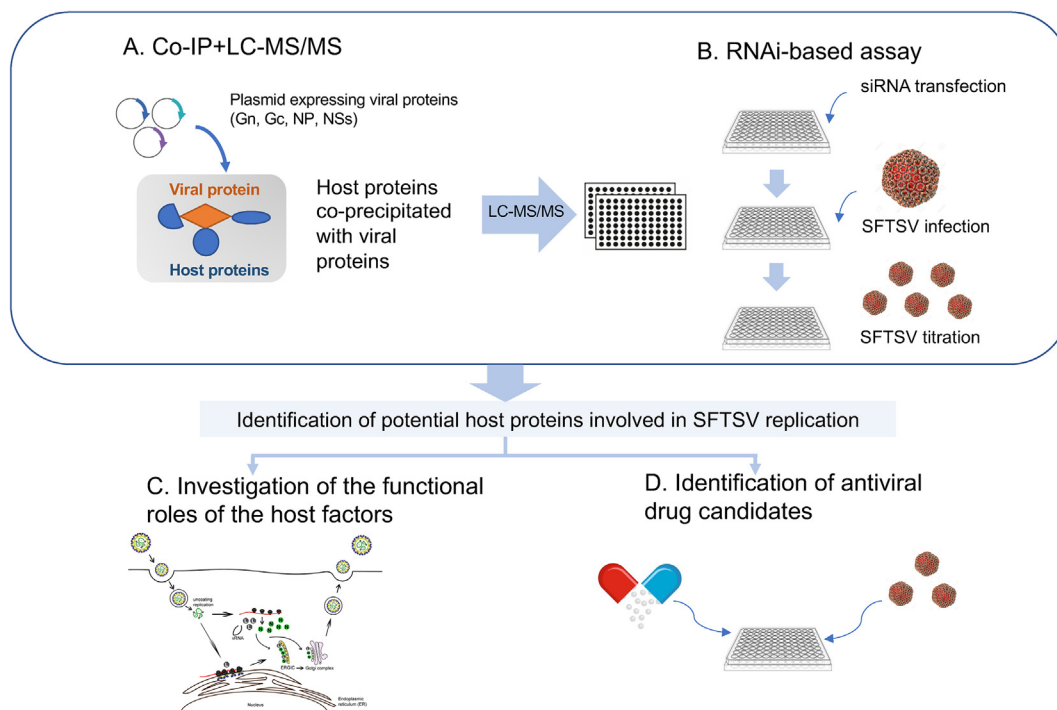 A. Co-IP+LC-MS/MS
Plasmid expressing viral proteins
(Gn, Gc, NP, NSs)
Viral protein
Host proteins
Host proteins
co-precipitated
with viral
proteins
LC-MS/MS
B. RNAi-based assay
siRNA transfection
SFTSV infection
SFTSV titration
Identification of potential host proteins involved in SFTSV replication
C. Investigation of the functional
roles of the host factors
uncoating
replication
vRNA
ERGIC
Golgi complex
Nucleus
Endoplasmic
reticulum (ER)
D. Identification of antiviral
drug candidates